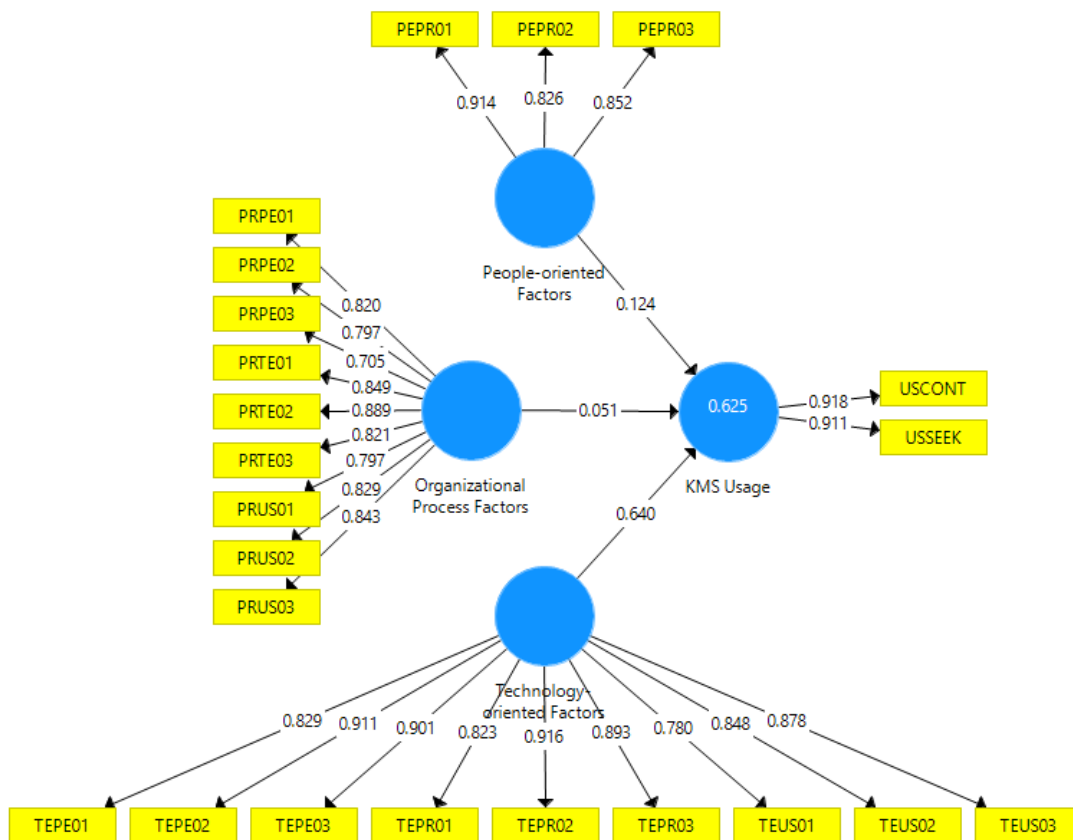 PEPR01
PEPR02
PEPR03
0.914
0.826
0.852
People-oriented
Factors
0.124
PRPE01
PRPE02
PRPE03
PRTE01
PRTE02
PRTE03
PRUS01
PRUS02
PRUS03
0.820
0.797
0.705
0.849
0.889
0.821
0.797
0.829
0.843
Organizational
Process Factors
0.051
0.625
KMS Usage
0.918
0.911
USCONT
USSEEK
0.640
Technology-
oriented Factors
0.829
0.911
0.901
0.823
0.916
0.893
0.780
0.848
0.878
TEPE01
TEPE02
TEPE03
TEPR01
TEPR02
TEPR03
TEUS01
TEUS02
TEUS03